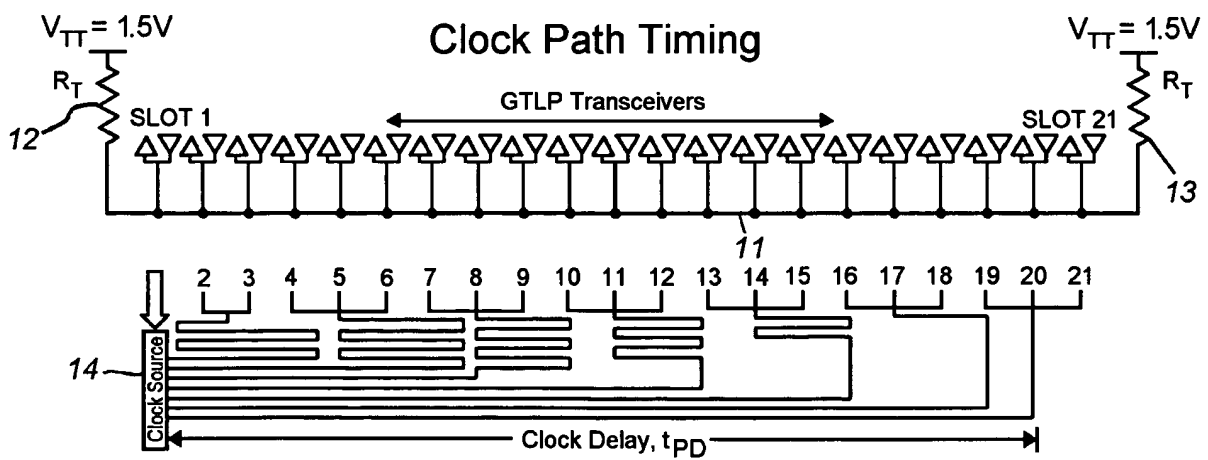 V_TT = 1.5V
Clock Path Timing
V_TT = 1.5V
R_T
GTLP Transceivers
R_T
12
SLOT 1
SLOT 21
13
11
2 3 4 5 6 7 8 9 10 11 12 13 14 15 16 17 18 19 20 21
14
Clock Source
Clock Delay, t_PD